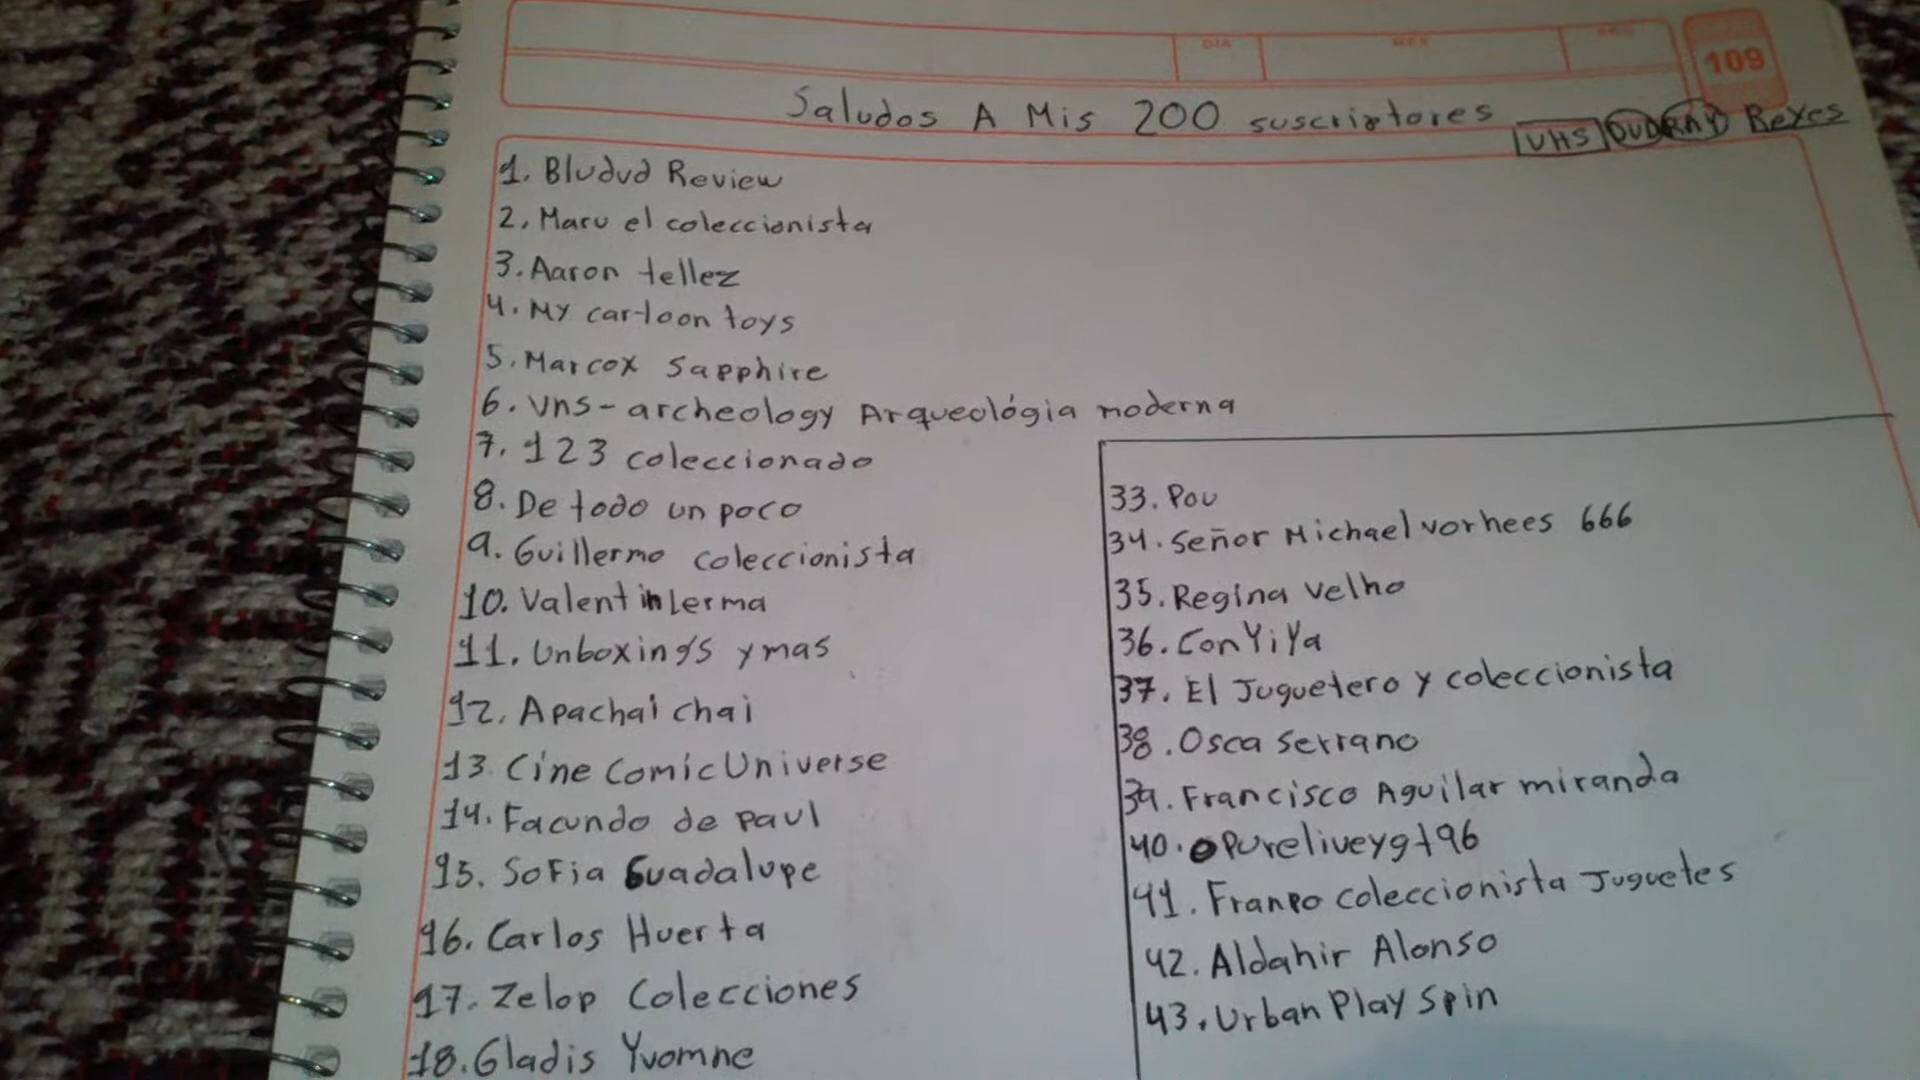 DIA MES AÑO
109
Saludos A Mis 200 suscriptores
VHS DVD RAY Reyes
1. Bludvd Review
2. Maru el coleccionista
3. Aaron tellez
4. My cartoon toys
5. Marcox Sapphire
6. Vhs-archeology Arqueológia moderna
7. 123 coleccionado
8. De todo un poco
9. Guillermo coleccionista
10. Valentin Lerma
11. Unboxings y mas
12. Apachai chai
13. Cine Comic Universe
14. Facundo de paul
15. Sofia Guadalupe
16. Carlos Huerta
17. Zelop Colecciones
18. Gladis Yvomne
33. Pou
34. Señor Michael vorhees 666
35. Regina velho
36. ConYiYa
37. El Juguetero y coleccionista
38. Osca serrano
39. Francisco Aguilar miranda
40. Pureliveygt96
41. Franpo coleccionista Juguetes
42. Aldahir Alonso
43. Urban Play Spin